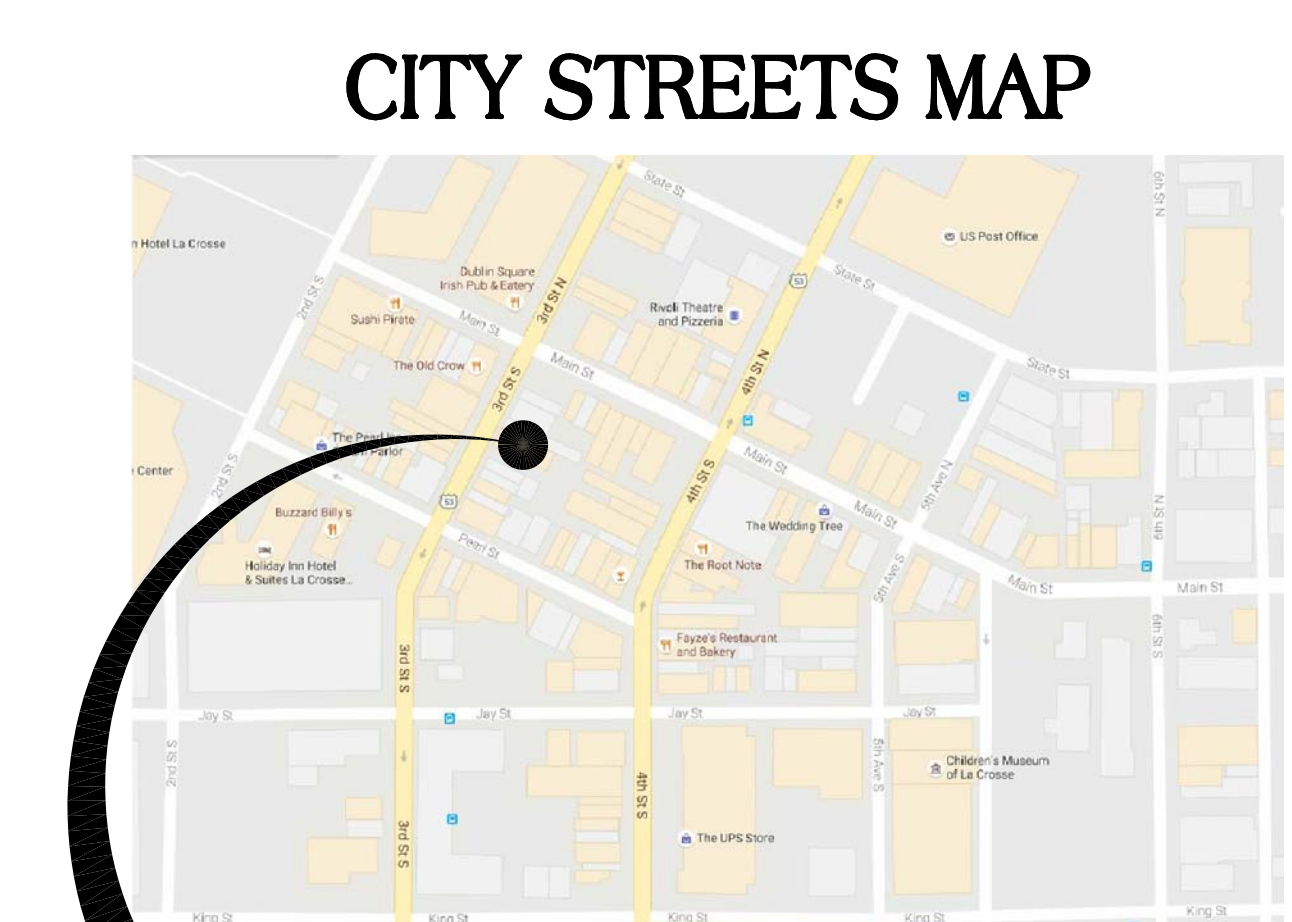 CITY STREETS MAP
State St
6th St N
n Hotel La Crosse
US Post Office
Dublin Square
Irish Pub & Eatery
State St
53
2nd St S
3rd St N
Sushi Pirate
Main St
Rivoli Theatre
and Pizzeria
The Old Crow
Main St
4th St N
State St
3rd St S
The Pearl
Parlor
Center
2nd St S
Main St
4th St S
5th Ave N
53
Buzzard Billy's
Main St
The Wedding Tree
6th St N
Pearl St
Holiday Inn Hotel
& Suites La Crosse...
The Root Note
5th Ave S
Main St
Main St
Fayze's Restaurant
and Bakery
6th St S
3rd St S
Jay St
Jay St
Jay St
Jay St
2nd St S
5th Ave S
Children's Museum
of La Crosse
4th St S
3rd St S
The UPS Store
King St
King St
King St
King St
King St